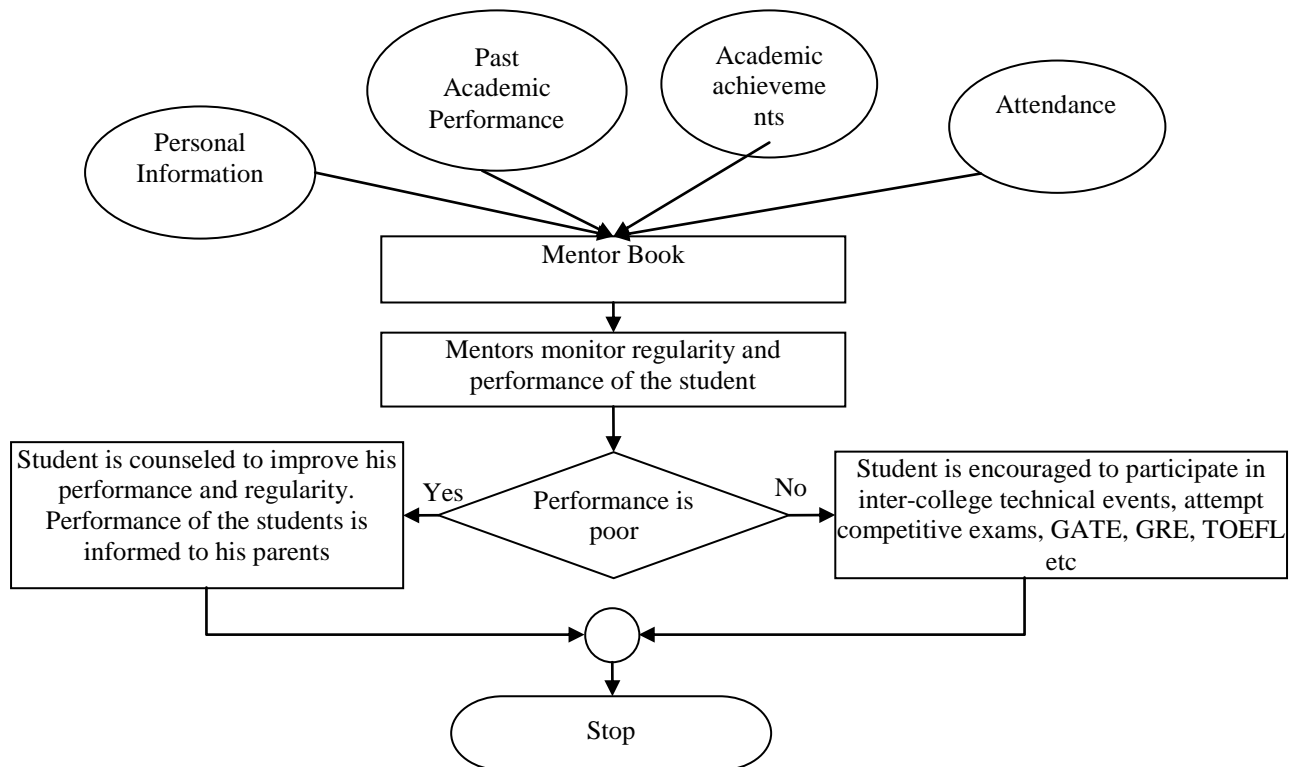 Past
Academic
Performance
Academic
achieveme
nts
Attendance
Personal
Information
Mentor Book
Mentors monitor regularity and
performance of the student
Student is counseled to improve his
performance and regularity.
Performance of the students is
informed to his parents
Yes
Performance is
poor
No
Student is encouraged to participate in
inter-college technical events, attempt
competitive exams, GATE, GRE, TOEFL
etc
Stop